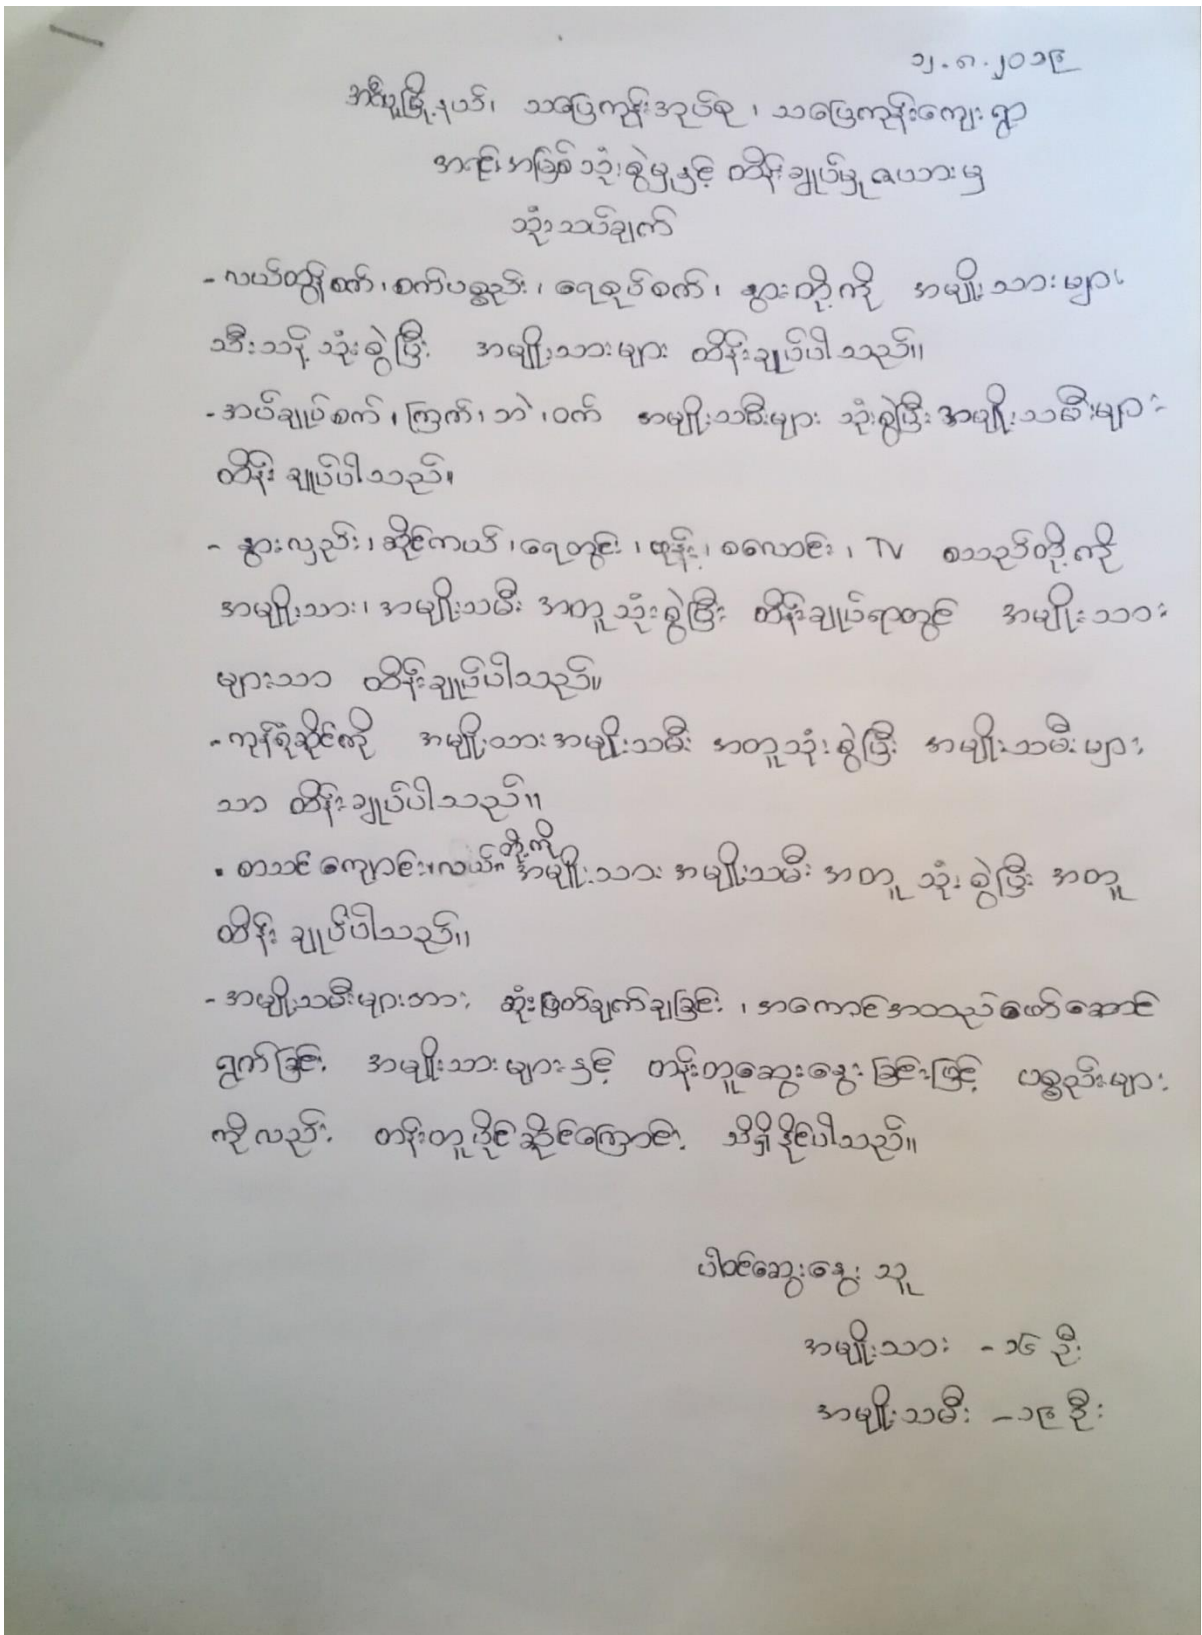 ၁၂.၈.၂၀၁၉
အင်္ဂပူမြို့နယ်၊ သပြေကုန်းအုပ်စု၊ သပြေကုန်းကျေးရွာ
အရင်းအမြစ်သုံးစွဲမှုနှင့် ထိန်းချုပ်မှုဇယားမှ
သုံးသပ်ချက်
- လယ်ထွန်စက်၊ စက်ပစ္စည်း၊ ရေစုပ်စက်၊ နွားတို့ကို အမျိုးသားများ
သီးသန့်သုံးစွဲပြီး အမျိုးသားများ ထိန်းချုပ်ပါသည်။
- အပ်ချုပ်စက်၊ ကြက်၊ ဘဲ၊ ဝက် အမျိုးသမီးများ သုံးစွဲပြီး အမျိုးသမီးများ
ထိန်းချုပ်ပါသည်။
- နွားလှည်း၊ ဆိုင်ကယ်၊ ရေတွင်း၊ ဖုန်း၊ စလောင်း၊ TV စသည်တို့ကို
အမျိုးသား၊ အမျိုးသမီး အတူသုံးစွဲပြီး ထိန်းချုပ်ရာတွင် အမျိုးသား
များသာ ထိန်းချုပ်ပါသည်။
- ကုန်စုံဆိုင်ကို အမျိုးသားအမျိုးသမီး အတူသုံးစွဲပြီး အမျိုးသမီးများ
သာ ထိန်းချုပ်ပါသည်။
- စာသင်ကျောင်း၊ လယ်တို့ကို အမျိုးသား အမျိုးသမီး အတူ သုံးစွဲပြီး အတူ
ထိန်းချုပ်ပါသည်။
- အမျိုးသမီးများအား ဆုံးဖြတ်ချက်ချခြင်း၊ အကောင်အထည်ဖော်ဆောင်
ရွက်ခြင်း အမျိုးသားများနှင့် တန်းတူဆွေးနွေးခြင်းဖြင့် ပစ္စည်းများ
ကိုလည်း တန်းတူပိုင်ဆိုင်ကြောင်း သိရှိနိုင်ပါသည်။
ပါဝင်ဆွေးနွေးသူ
အမျိုးသား - ၁၆ ဦး
အမျိုးသမီး - ၁၉ ဦး